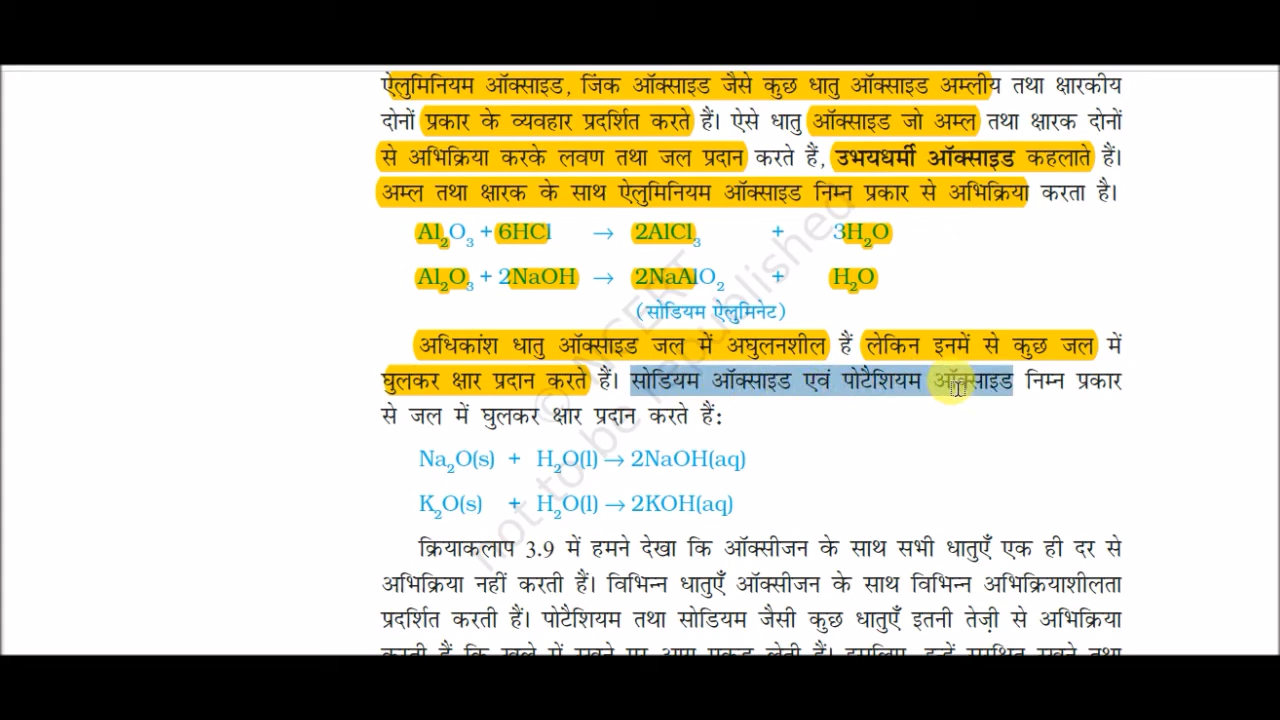 ऐलुमिनियम ऑक्साइड, जिंक ऑक्साइड जैसे कुछ धातु ऑक्साइड अम्लीय तथा क्षारकीय
दोनों प्रकार के व्यवहार प्रदर्शित करते हैं। ऐसे धातु ऑक्साइड जो अम्ल तथा क्षारक दोनों
से अभिक्रिया करके लवण तथा जल प्रदान करते हैं, उभयधर्मी ऑक्साइड कहलाते हैं।
अम्ल तथा क्षारक के साथ ऐलुमिनियम ऑक्साइड निम्न प्रकार से अभिक्रिया करता है।
Al₂O₃ + 6HCl → 2AlCl₃ + 3H₂O
Al₂O₃ + 2NaOH → 2NaAlO₂ + H₂O
(सोडियम ऐलुमिनेट)
अधिकांश धातु ऑक्साइड जल में अघुलनशील हैं लेकिन इनमें से कुछ जल में
घुलकर क्षार प्रदान करते हैं। सोडियम ऑक्साइड एवं पोटैशियम ऑक्साइड निम्न प्रकार
से जल में घुलकर क्षार प्रदान करते हैं:
Na₂O(s) + H₂O(l) → 2NaOH(aq)
K₂O(s) + H₂O(l) → 2KOH(aq)
क्रियाकलाप 3.9 में हमने देखा कि ऑक्सीजन के साथ सभी धातुएँ एक ही दर से
अभिक्रिया नहीं करती हैं। विभिन्न धातुएँ ऑक्सीजन के साथ विभिन्न अभिक्रियाशीलता
प्रदर्शित करती हैं। पोटैशियम तथा सोडियम जैसी कुछ धातुएँ इतनी तेज़ी से अभिक्रिया
© NCERT
not to be republished